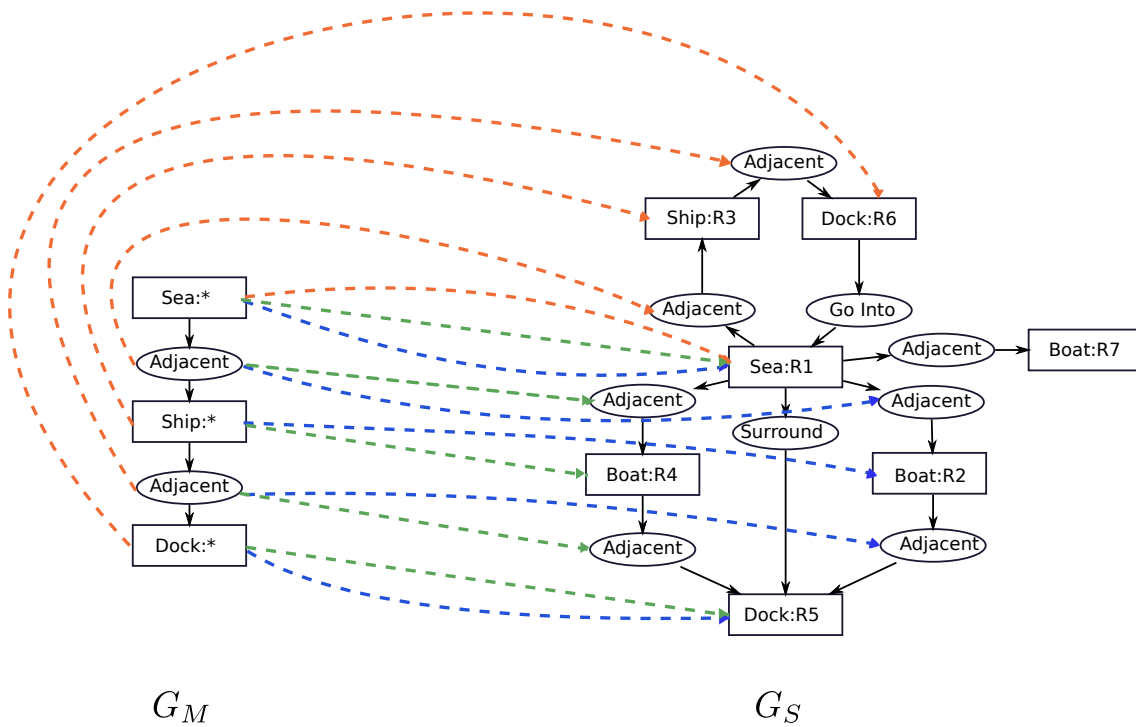 Adjacent
Ship:R3
Dock:R6
Sea:*
Adjacent
Go Into
Adjacent
Adjacent
Sea:R1
Boat:R7
Adjacent
Adjacent
Ship:*
Surround
Boat:R4
Boat:R2
Adjacent
Dock:*
Adjacent
Adjacent
Dock:R5
G_M
G_S